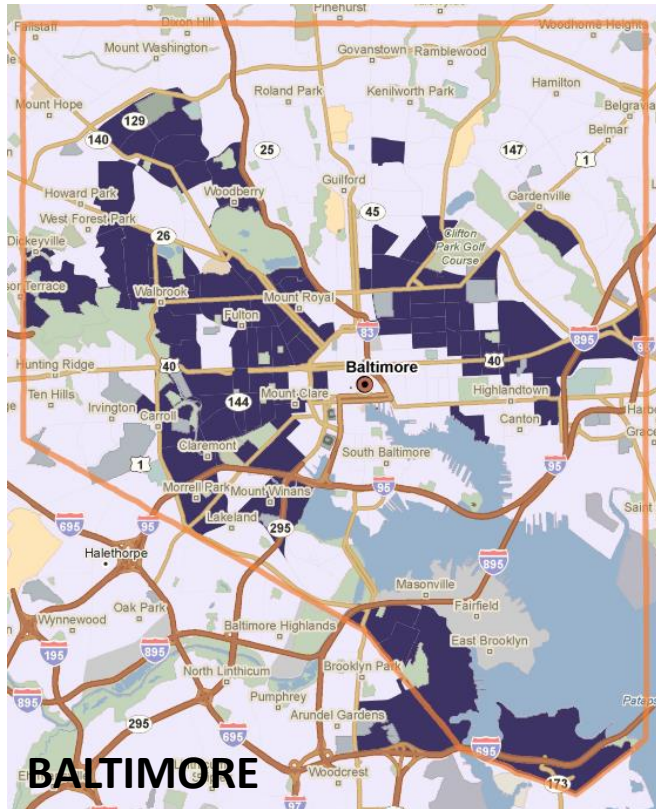 Fallstaff
Dixon Hill
Pinehurst
Woodhome Heights
Mount Washington
Govanstown
Ramblewood
Hamilton
Mount Hope
Roland Park
Kenilworth Park
129
Belmar
140
25
147
1
Guilford
Woodberry
Howard Park
45
Gardenville
West Forest Park
26
Clifton
Park Golf
Course
Dickeyville
Walbrook
Mount Royal
Fulton
83
895
95
Hunting Ridge
40
40
Baltimore
Ten Hills
144
Mount Clare
Highlandtown
Irvington
Carroll
Canton
Claremont
1
South Baltimore
95
Morrell Park
Mount Winans
95
Saint
695
95
Lakeland
295
Halethorpe
895
Masonville
Oak Park
Fairfield
Wynnewood
895
Baltimore Highlands
East Brooklyn
195
North Linthicum
Brooklyn Park
895
Pumphrey
Arundel Gardens
295
695
695
BALTIMORE
Woodcrest
173
97